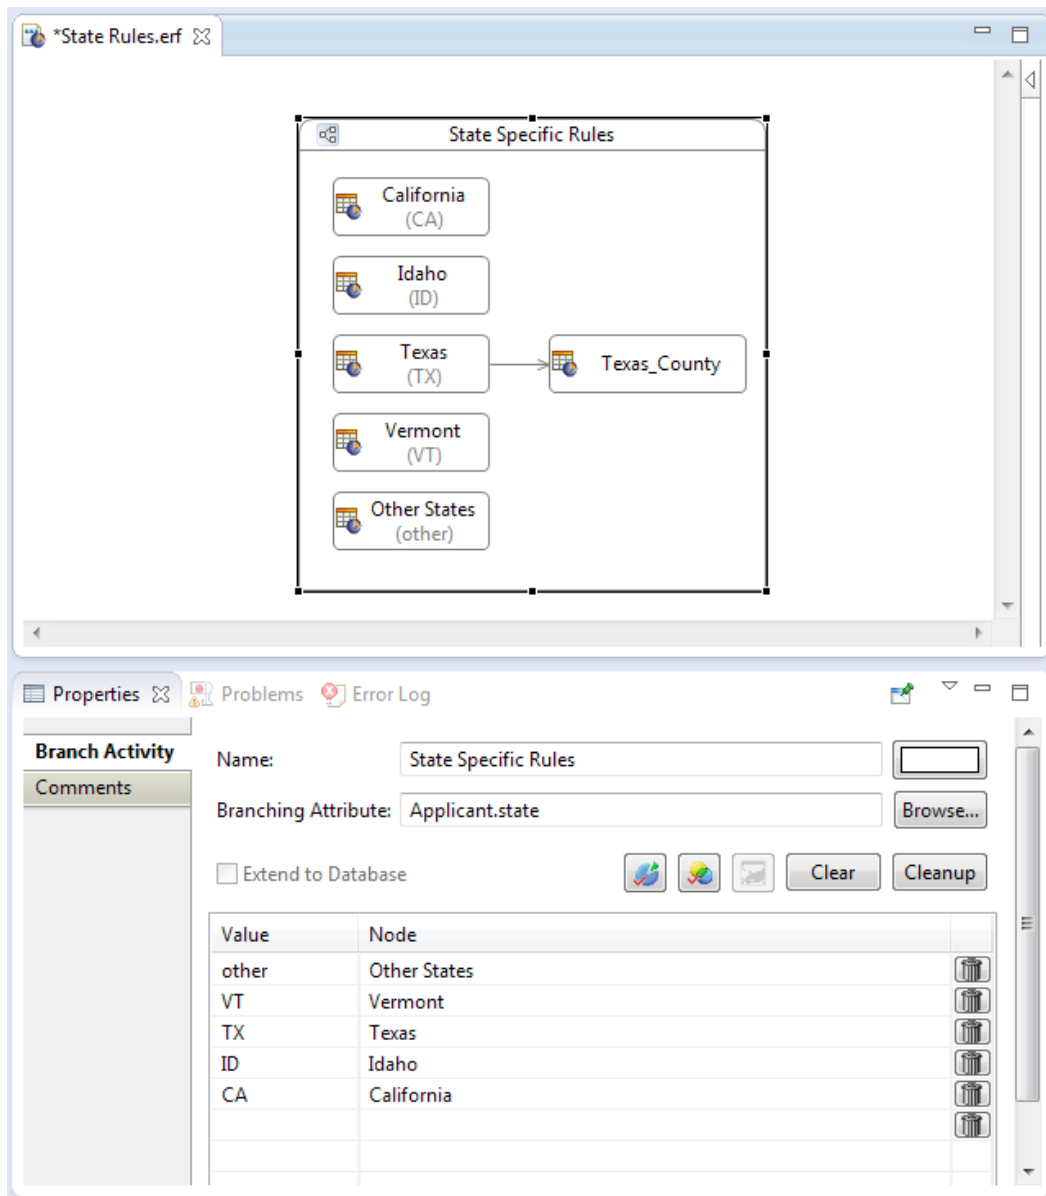 *State Rules.erf
State Specific Rules
California
(CA)
Idaho
(ID)
Texas
(TX)
Texas_County
Vermont
(VT)
Other States
(other)
Properties Problems Error Log
Branch Activity
Comments
Name: State Specific Rules
Branching Attribute: Applicant.state Browse...
Extend to Database Clear Cleanup
Value Node
other Other States
VT Vermont
TX Texas
ID Idaho
CA California